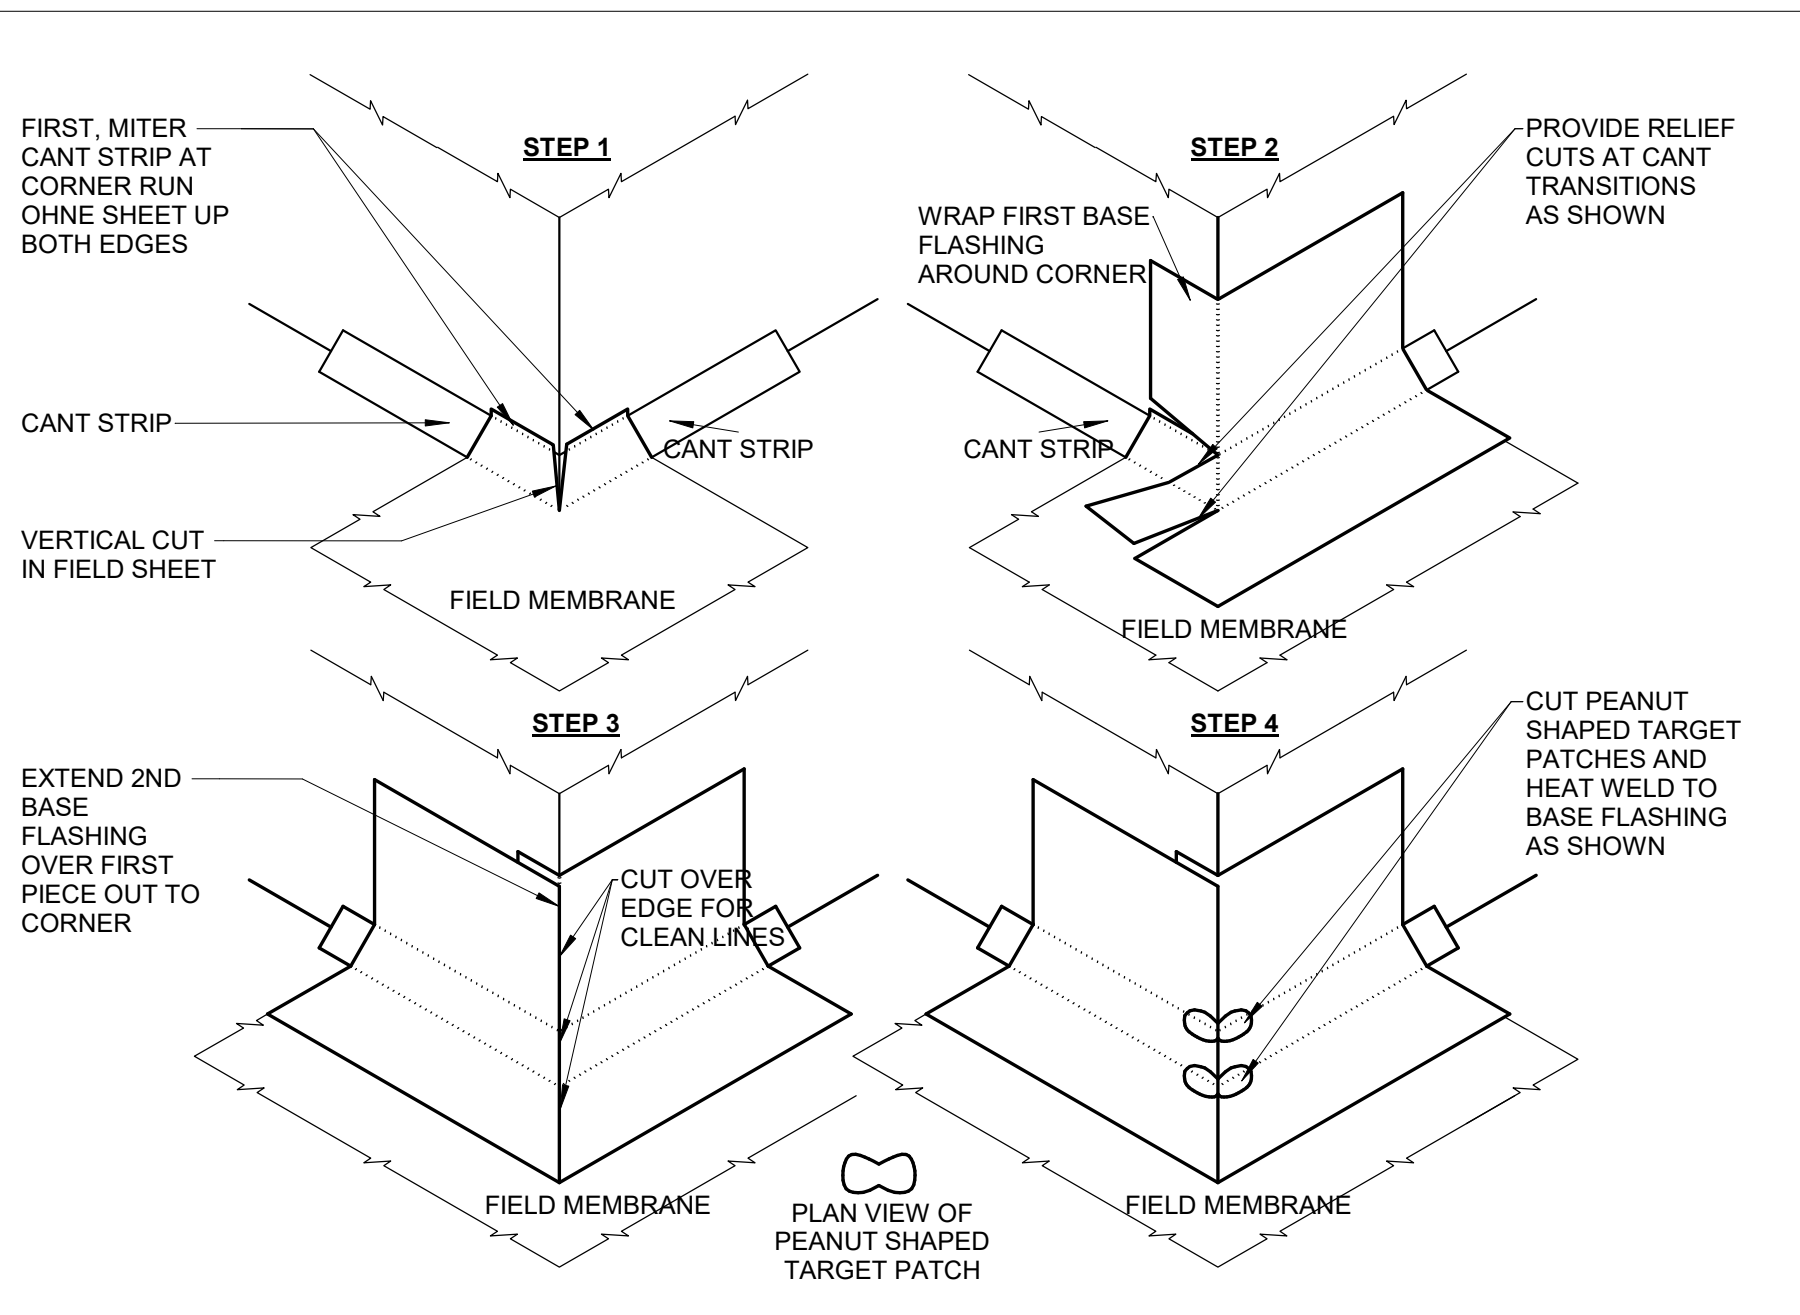 STEP 1
FIRST, MITER
CANT STRIP AT
CORNER RUN
OHNE SHEET UP
BOTH EDGES
CANT STRIP
CANT STRIP
VERTICAL CUT
IN FIELD SHEET
FIELD MEMBRANE
STEP 2
PROVIDE RELIEF
CUTS AT CANT
TRANSITIONS
AS SHOWN
WRAP FIRST BASE
FLASHING
AROUND CORNER
CANT STRIP
FIELD MEMBRANE
STEP 3
EXTEND 2ND
BASE
FLASHING
OVER FIRST
PIECE OUT TO
CORNER
CUT OVER
EDGE FOR
CLEAN LINES
FIELD MEMBRANE
STEP 4
CUT PEANUT
SHAPED TARGET
PATCHES AND
HEAT WELD TO
BASE FLASHING
AS SHOWN
FIELD MEMBRANE
PLAN VIEW OF
PEANUT SHAPED
TARGET PATCH